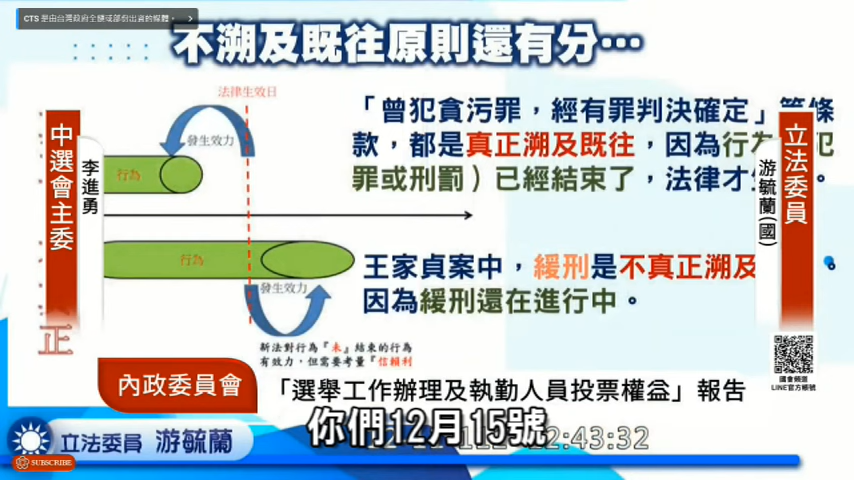 CTS 是由台灣政府全額或部份出資的媒體。
不溯及既往原則還有分…
法律生效日
發生效力
行為
「曾犯貪污罪，經有罪判決確定」等條
款，都是真正溯及既往，因為行為 犯
罪或刑罰）已經結束了，法律才生 。
中選會主委
李進勇
立法委員
游毓蘭(國)
行為
發生效力
王家貞案中，緩刑是不真正溯及
因為緩刑還在進行中。
新法對行為『未』結束的行為
有效力，但需要考量『信賴利
正
國會頻道
LINE官方帳號
內政委員會
「選舉工作辦理及執勤人員投票權益」報告
你們12月15號
:43:32
立法委員 游毓蘭
SUBSCRIBE